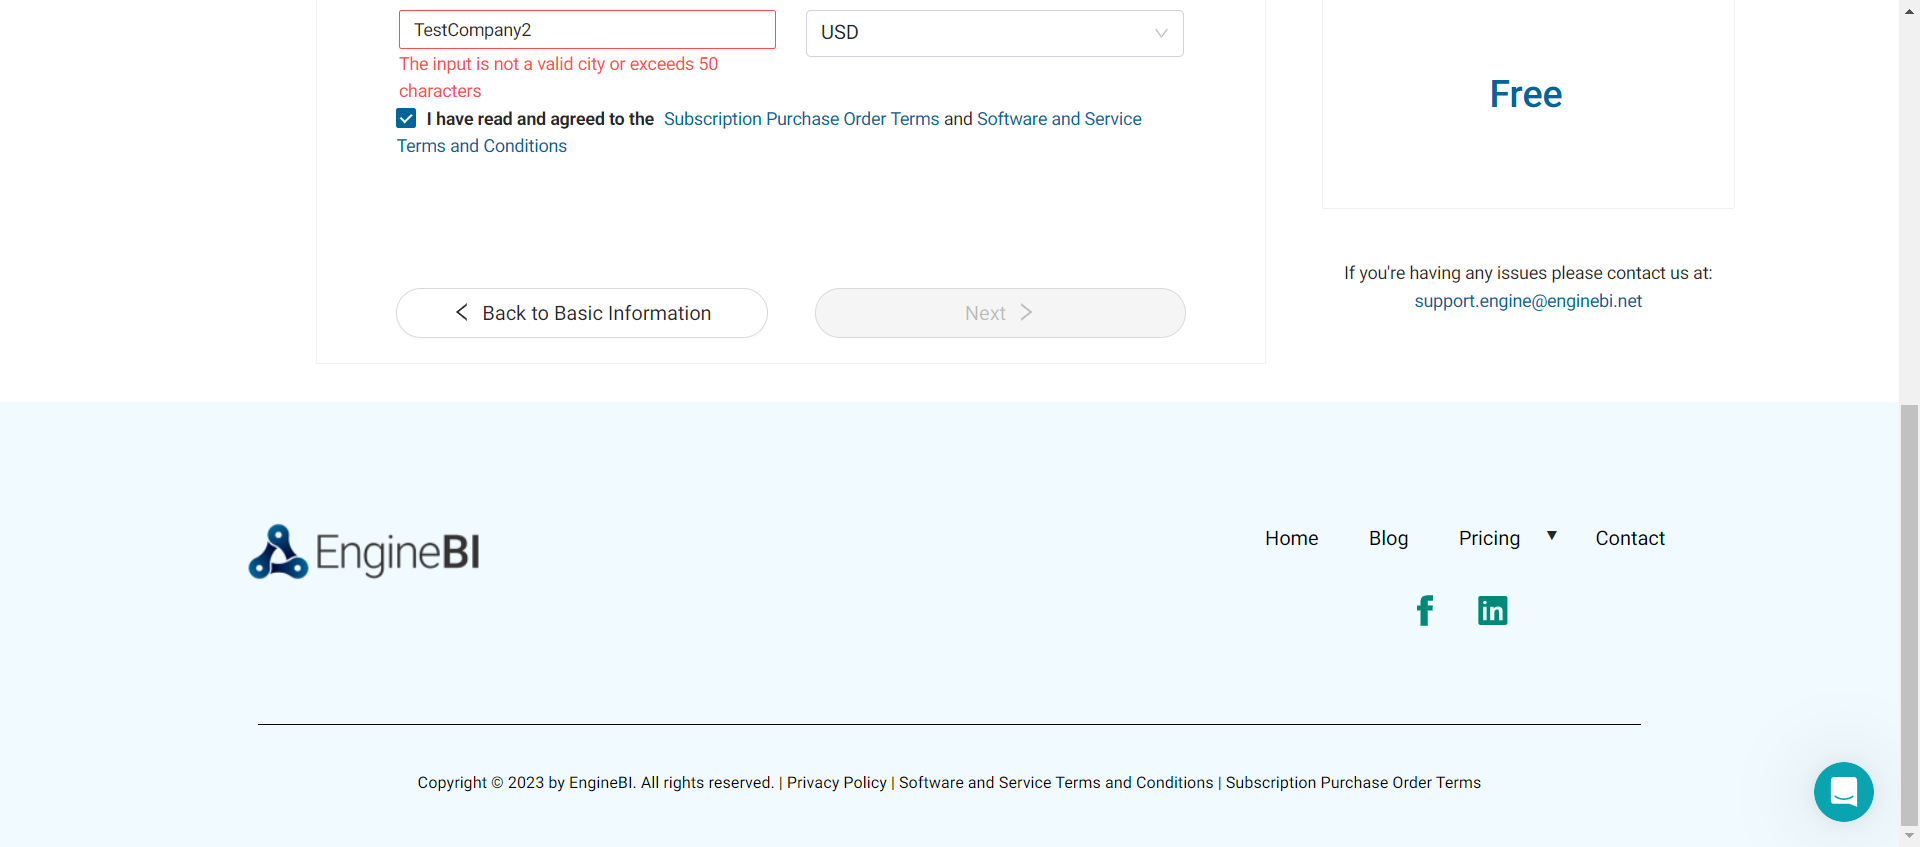 TestCompany2
USD
The input is not a valid city or exceeds 50
characters
I have read and agreed to the Subscription Purchase Order Terms and Software and Service
Terms and Conditions
Free
If you're having any issues please contact us at:
support.engine@enginebi.net
Back to Basic Information
Next
EngineBI
Home Blog Pricing Contact
f in
Copyright © 2023 by EngineBI. All rights reserved. | Privacy Policy | Software and Service Terms and Conditions | Subscription Purchase Order Terms